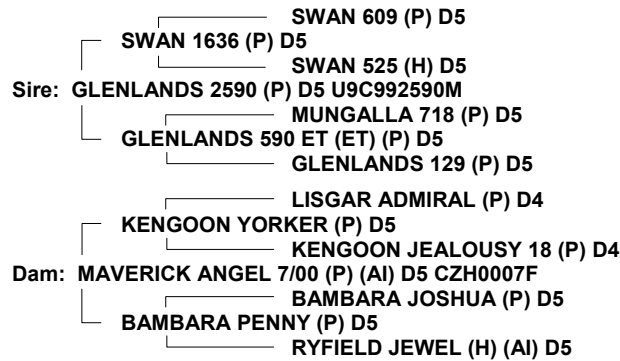 SWAN 609 (P) D5
SWAN 1636 (P) D5
SWAN 525 (H) D5
Sire: GLENLANDS 2590 (P) D5 U9C992590M
MUNGALLA 718 (P) D5
GLENLANDS 590 ET (ET) (P) D5
GLENLANDS 129 (P) D5
LISGAR ADMIRAL (P) D4
KENGOON YORKER (P) D5
KENGOON JEALOUSY 18 (P) D4
Dam: MAVERICK ANGEL 7/00 (P) (AI) D5 CZH0007F
BAMBARA JOSHUA (P) D5
BAMBARA PENNY (P) D5
RYFIELD JEWEL (H) (AI) D5